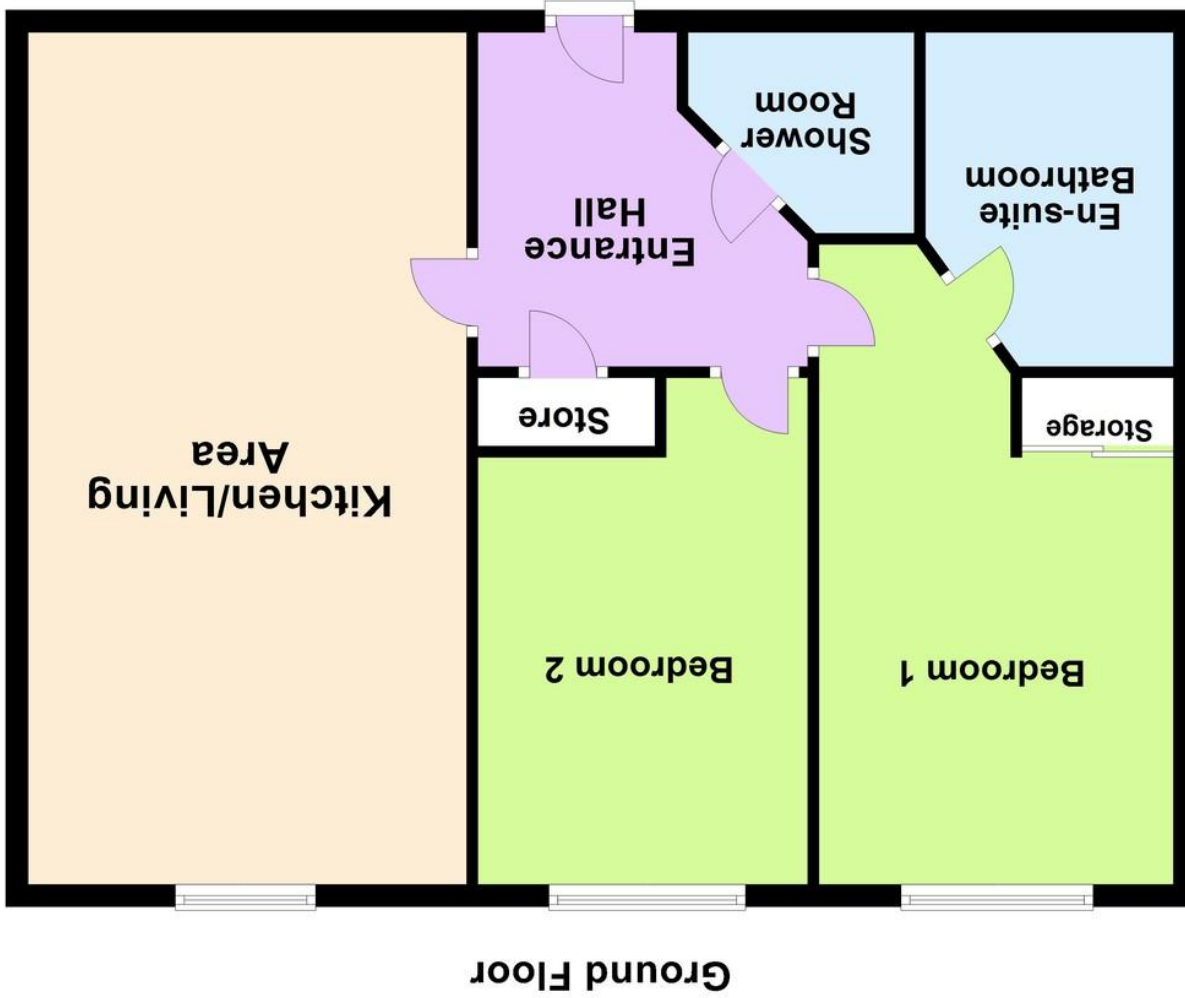 Ground Floor
Bedroom 1
Bedroom 2
Kitchen/Living
Area
Storage
Store
Entrance
Hall
En-suite
Bathroom
Shower
Room